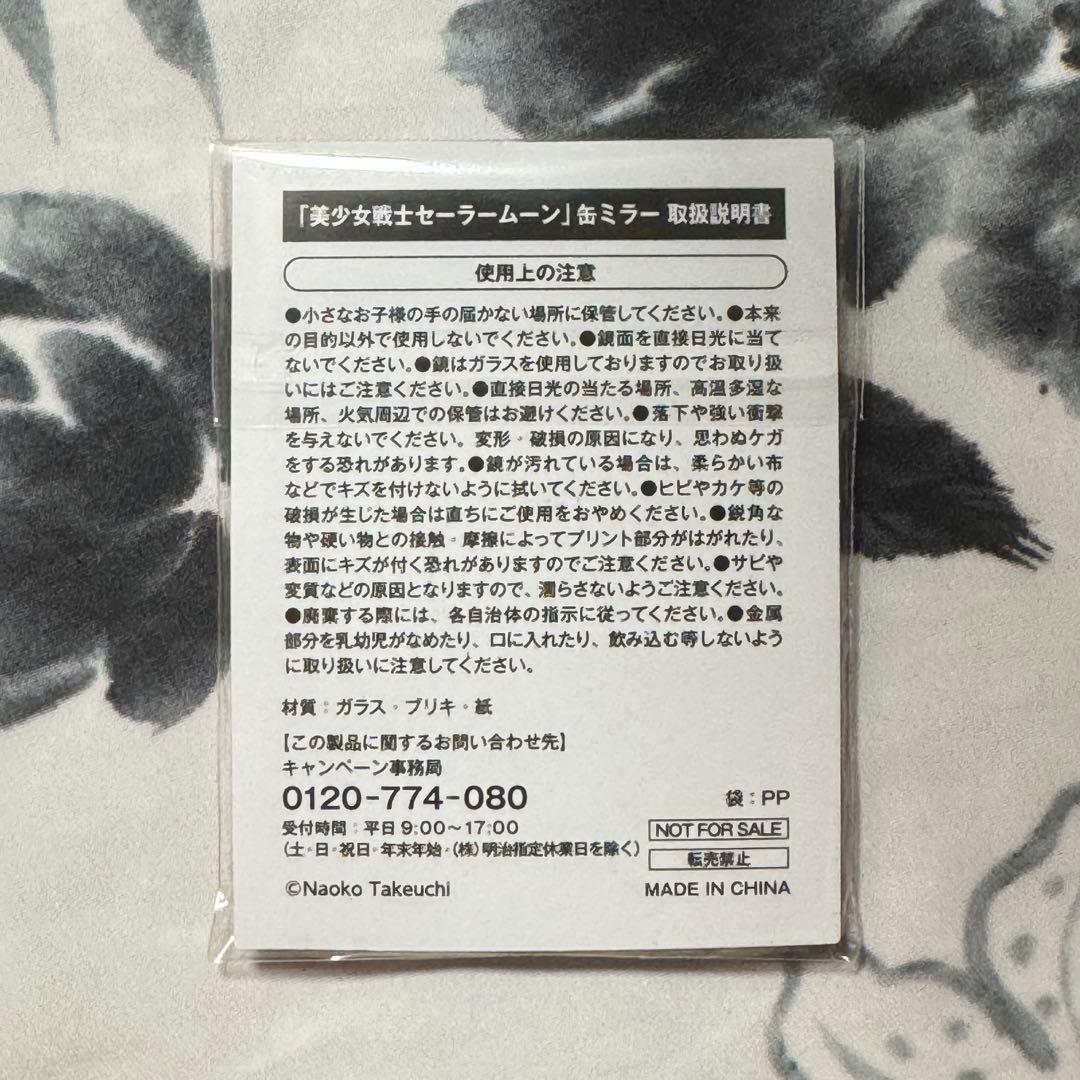 「美少女戦士セーラームーン」缶ミラー 取扱説明書
使用上の注意
●小さなお子様の手の届かない場所に保管してください。●本来
の目的以外で使用しないでください。●鏡面を直接日光に当て
ないでください。●鏡はガラスを使用しておりますのでお取り扱
いにはご注意ください。●直接日光の当たる場所、高温多湿な
場所、火気周辺での保管はお避けください。●落下や強い衝撃
を与えないでください。変形・破損の原因になり、思わぬケガ
をする恐れがあります。●鏡が汚れている場合は、柔らかい布
などでキズを付けないように拭いてください。●ヒビやカケ等の
破損が生じた場合は直ちにご使用をおやめください。●鋭角な
物や硬い物との接触・摩擦によってプリント部分がはがれたり、
表面にキズが付く恐れがありますのでご注意ください。●サビや
変質などの原因となりますので、濡らさないようご注意ください。
●廃棄する際には、各自治体の指示に従ってください。●金属
部分を乳幼児がなめたり、口に入れたり、飲み込む等しないよう
に取り扱いに注意してください。
材質：ガラス・ブリキ・紙
【この製品に関するお問い合わせ先】
キャンペーン事務局
0120-774-080
袋：PP
受付時間：平日9:00～17:00
NOT FOR SALE
(土・日・祝日・年末年始・(株)明治指定休業日を除く)
転売禁止
©Naoko Takeuchi
MADE IN CHINA